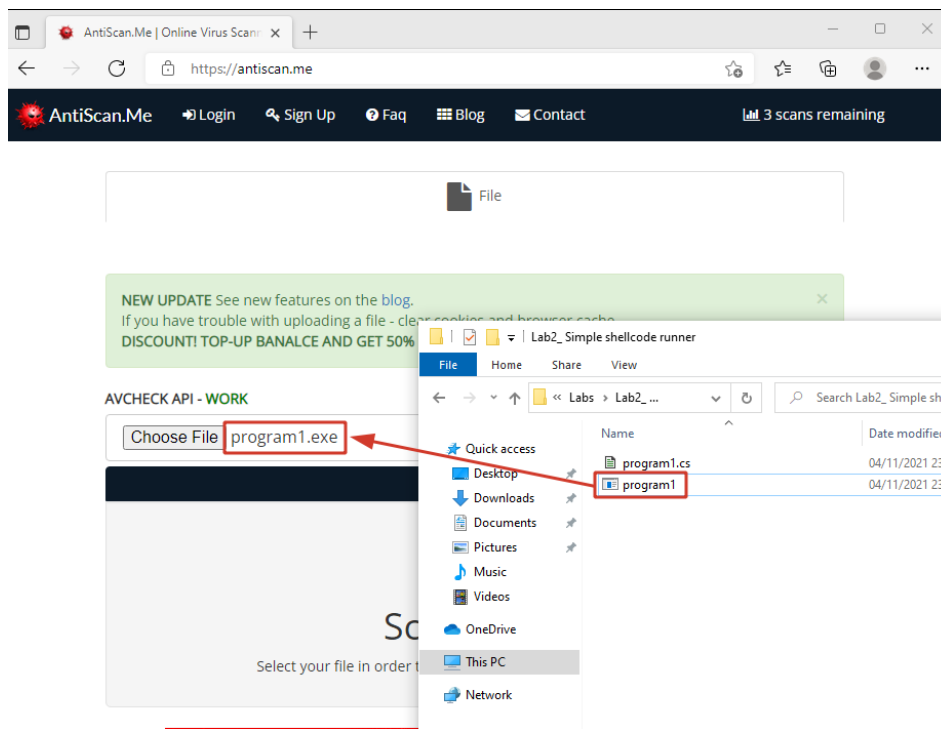 AntiScan.Me | Online Virus Scann
https://antiscan.me
AntiScan.Me Login Sign Up Faq Blog Contact 3 scans remaining
File
NEW UPDATE See new features on the blog.
If you have trouble with uploading a file - clear cookies and browser cache
DISCOUNT! TOP-UP BANALCE AND GET 50%
AVCHECK API - WORK
Choose File program1.exe
Sc
Select your file in order t
Lab2_ Simple shellcode runner
File Home Share View
« Labs › Lab2_ ... Search Lab2_ Simple sh
Name Date modified
Quick access
Desktop
Downloads
Documents
Pictures
Music
Videos
OneDrive
This PC
Network
program1.cs 04/11/2021 23
program1 04/11/2021 23